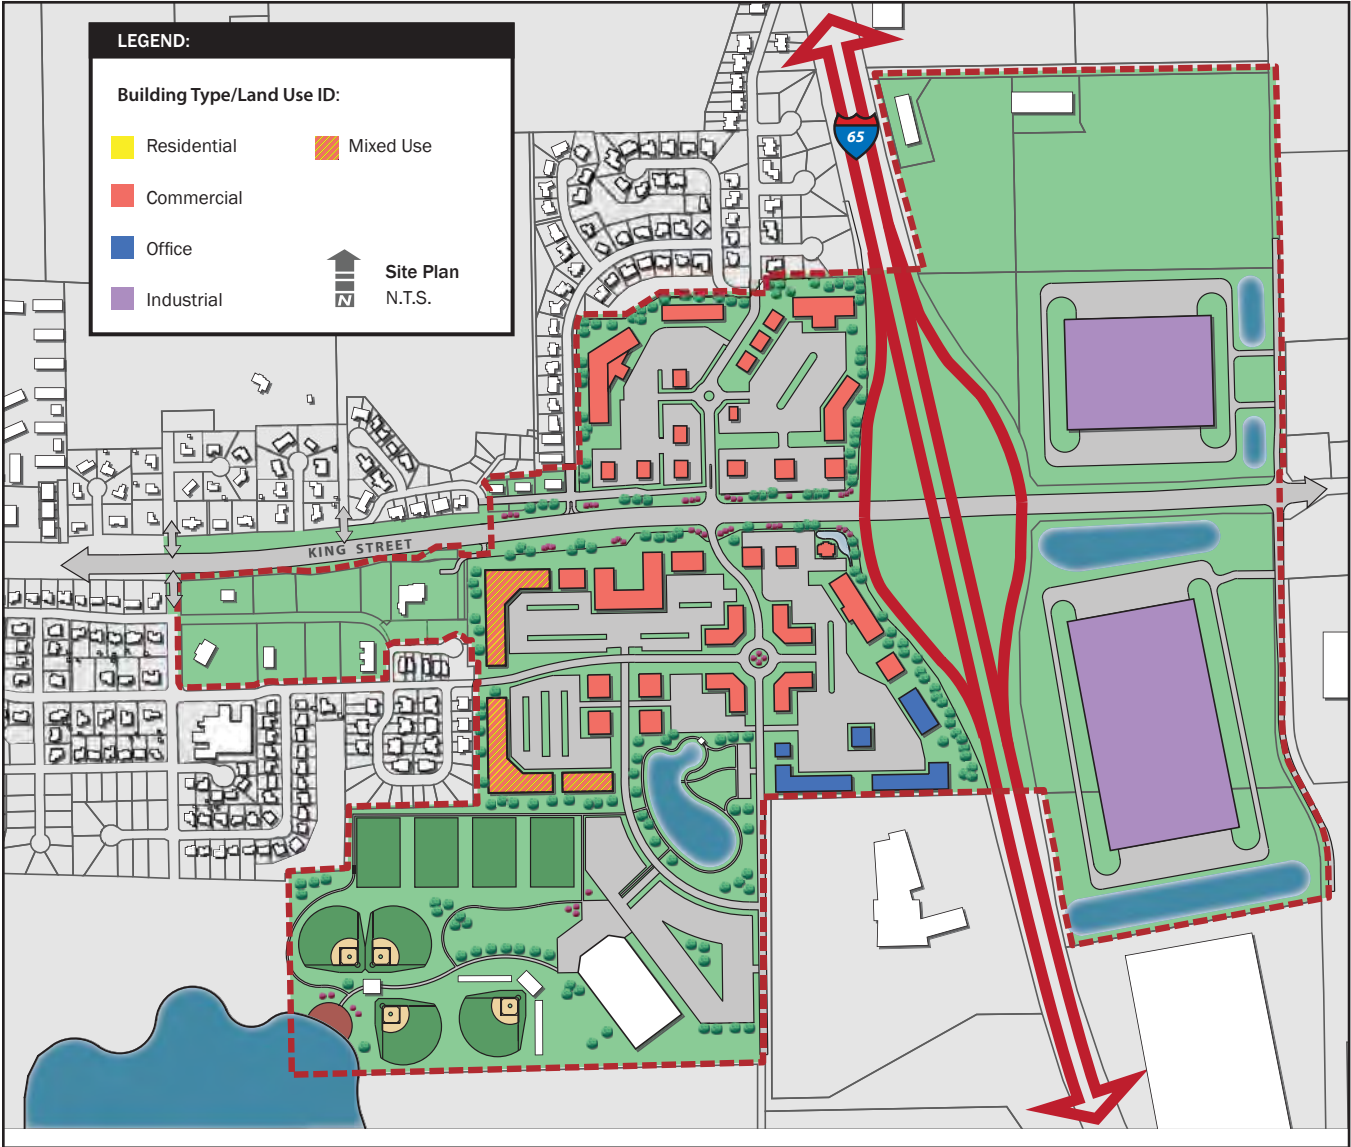 LEGEND:
Building Type/Land Use ID:
Residential
Mixed Use
Commercial
Office
Site Plan
N.T.S.
N
Industrial
65
KING STREET